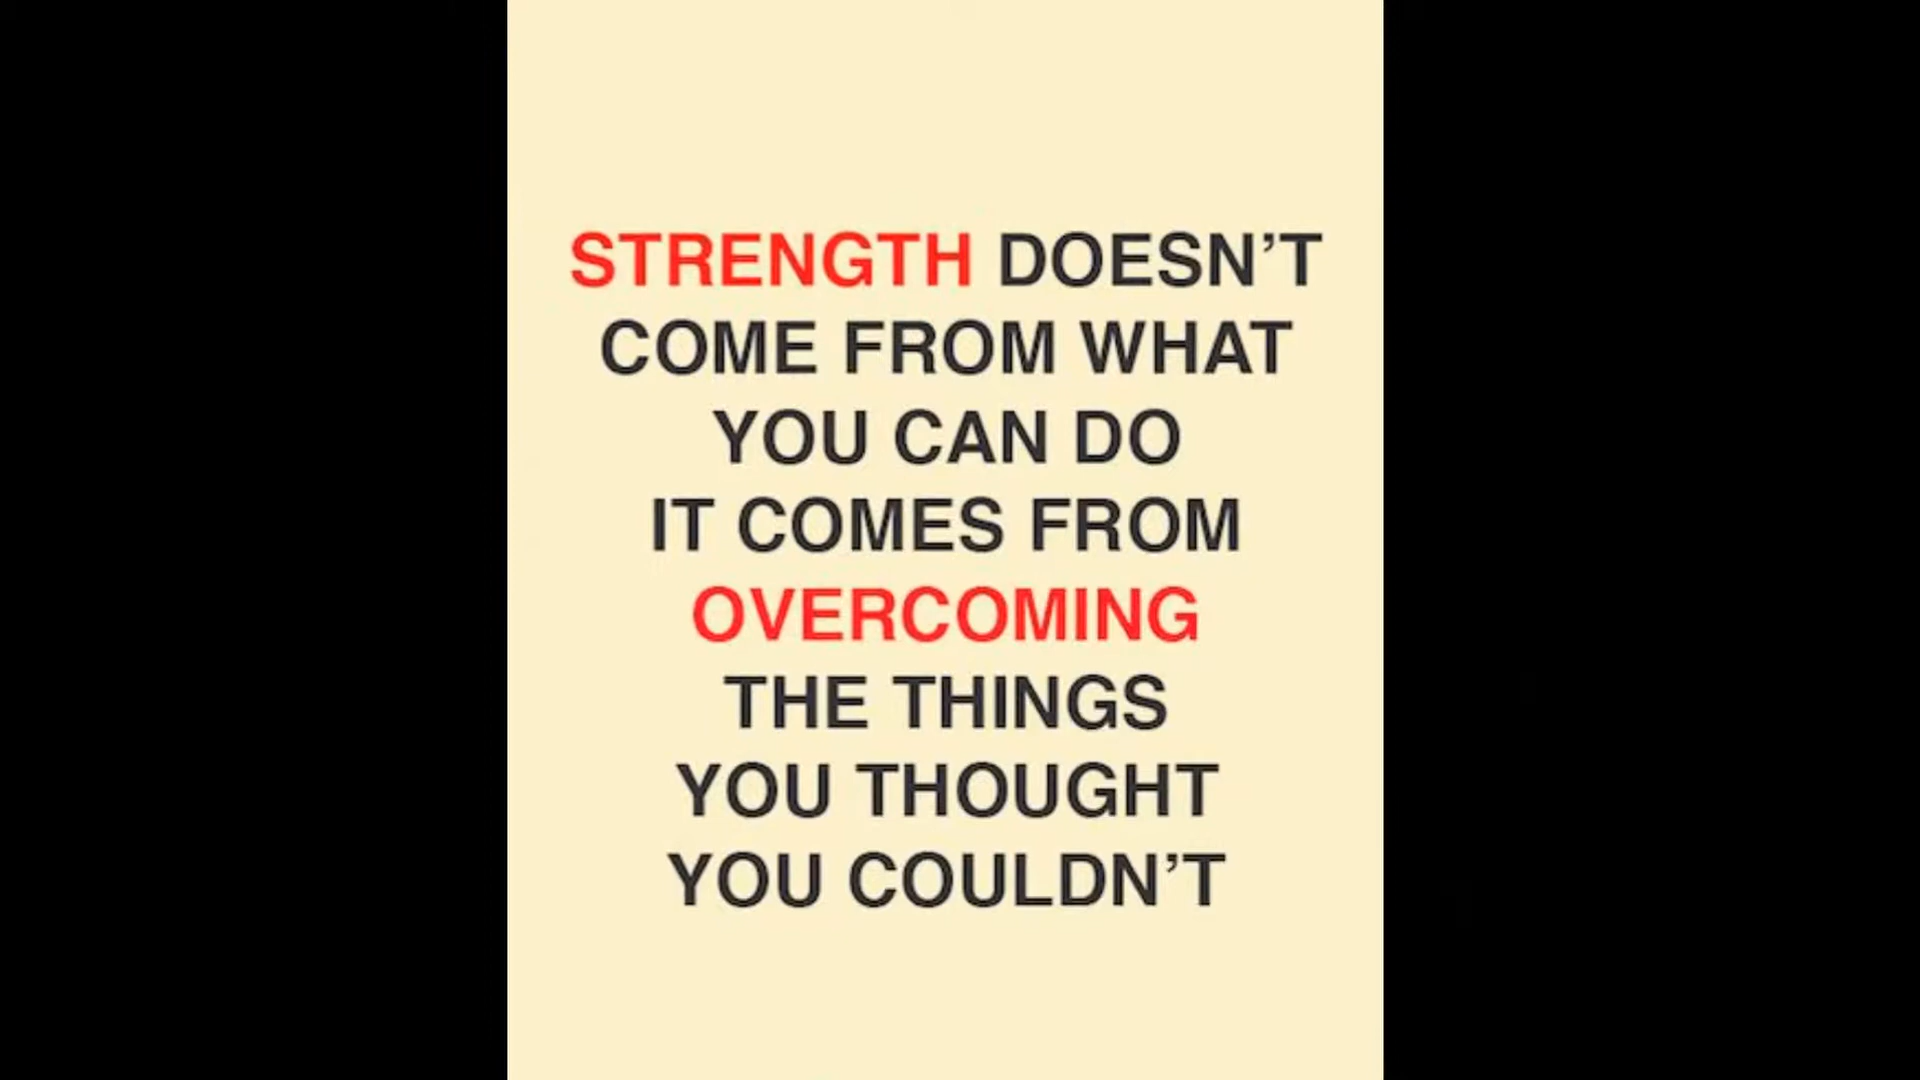 STRENGTH DOESN’T
COME FROM WHAT
YOU CAN DO
IT COMES FROM
OVERCOMING
THE THINGS
YOU THOUGHT
YOU COULDN’T